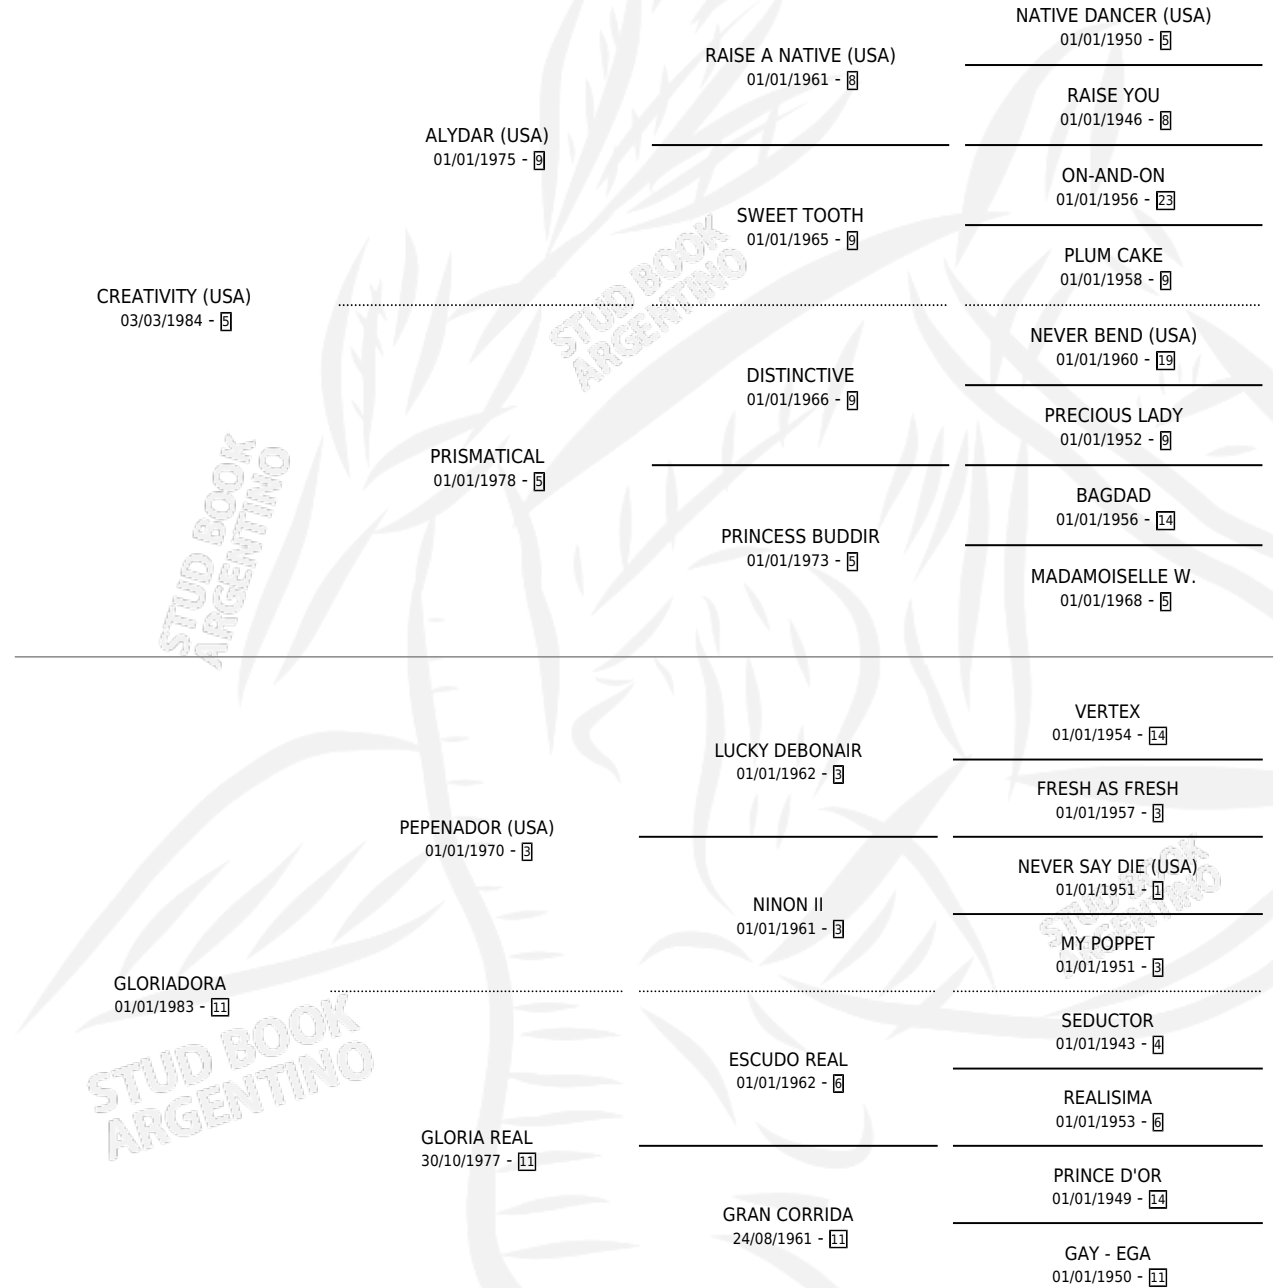 NATIVE DANCER (USA)
01/01/1950 - 5
RAISE A NATIVE (USA)
01/01/1961 - 8
RAISE YOU
01/01/1946 - 8
ALYDAR (USA)
01/01/1975 - 9
ON-AND-ON
01/01/1956 - 23
SWEET TOOTH
01/01/1965 - 9
PLUM CAKE
01/01/1958 - 9
CREATIVITY (USA)
03/03/1984 - 5
NEVER BEND (USA)
01/01/1960 - 19
DISTINCTIVE
01/01/1966 - 9
PRECIOUS LADY
01/01/1952 - 9
PRISMATICAL
01/01/1978 - 5
BAGDAD
01/01/1956 - 14
PRINCESS BUDDIR
01/01/1973 - 5
MADAMOISELLE W.
01/01/1968 - 5
VERTEX
01/01/1954 - 14
LUCKY DEBONAIR
01/01/1962 - 3
FRESH AS FRESH
01/01/1957 - 3
PEPENADOR (USA)
01/01/1970 - 3
NEVER SAY DIE (USA)
01/01/1951 - 1
NINON II
01/01/1961 - 3
MY POPPET
01/01/1951 - 3
GLORIADORA
01/01/1983 - 11
SEDUCTOR
01/01/1943 - 4
ESCUDO REAL
01/01/1962 - 6
REALISIMA
01/01/1953 - 6
GLORIA REAL
30/10/1977 - 11
PRINCE D'OR
01/01/1949 - 14
GRAN CORRIDA
24/08/1961 - 11
GAY - EGA
01/01/1950 - 11
STUD BOOK
ARGENTINO
STUD BOOK
ARGENTINO
STUD BOOK
ARGENTINO
STUD BOOK
ARGENTINO